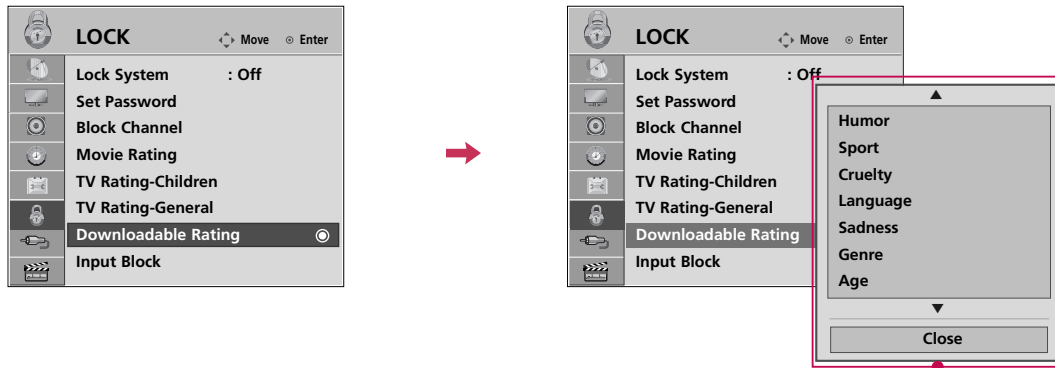 LOCK Move Enter
Lock System : Off
Set Password
Block Channel
Movie Rating
TV Rating-Children
TV Rating-General
Downloadable Rating
Input Block
LOCK Move Enter
Lock System : Off
Set Password
Block Channel
Movie Rating
TV Rating-Children
TV Rating-General
Downloadable Rating
Input Block
Humor
Sport
Cruelty
Language
Sadness
Genre
Age
Close